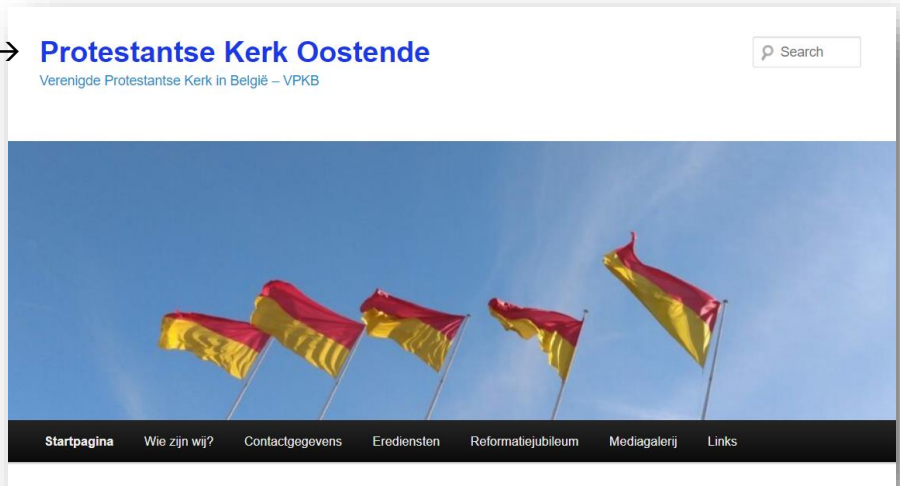 → Protestantse Kerk Oostende
Search
Verenigde Protestantse Kerk in België – VPKB
Startpagina Wie zijn wij? Contactgegevens Erediensten Reformatiejubileum Mediagalerij Links